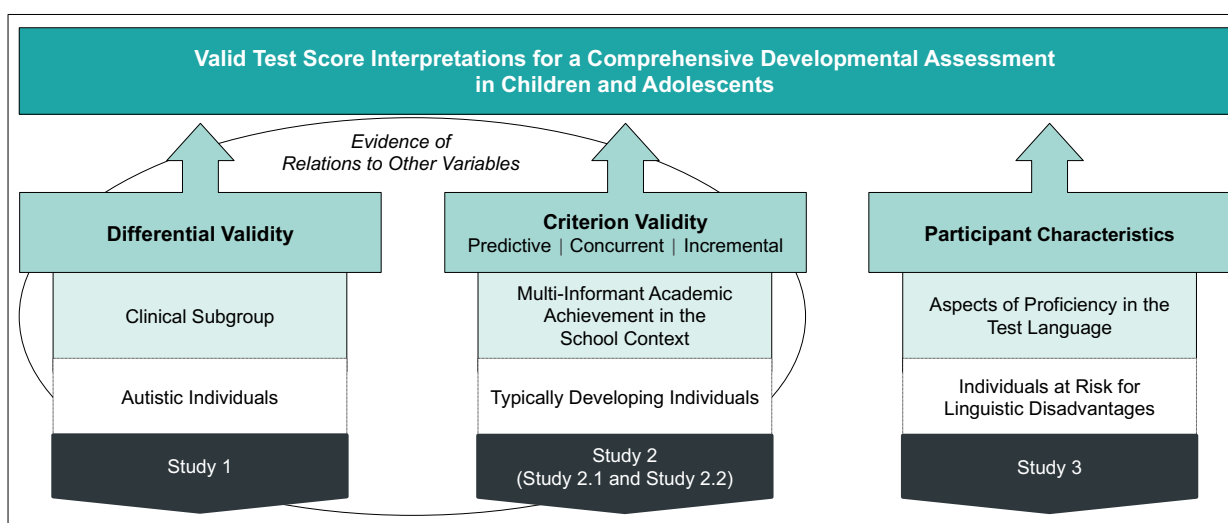 Valid Test Score Interpretations for a Comprehensive Developmental Assessment
in Children and Adolescents
Evidence of
Relations to Other Variables
Differential Validity
Clinical Subgroup
Autistic Individuals
Study 1
Criterion Validity
Predictive | Concurrent | Incremental
Multi-Informant Academic
Achievement in the
School Context
Typically Developing Individuals
Study 2
(Study 2.1 and Study 2.2)
Participant Characteristics
Aspects of Proficiency in the
Test Language
Individuals at Risk for
Linguistic Disadvantages
Study 3